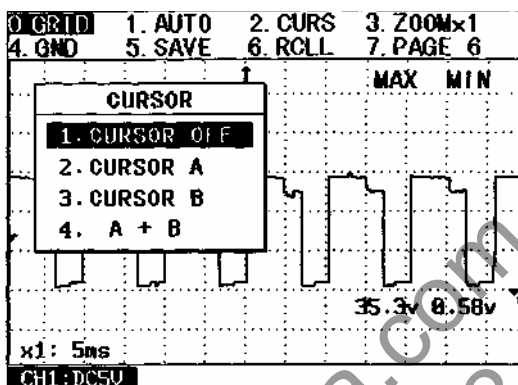 0 GRID 1. AUTO 2. CURS 3. ZOOMx1
4. GND 5. SAVE 6. RCLL 7. PAGE 6
MAX MIN
CURSOR
1. CURSOR OFF
2. CURSOR A
3. CURSOR B
4. A + B
35.3v 0.58v
x1: 5ms
CH1:DC5V